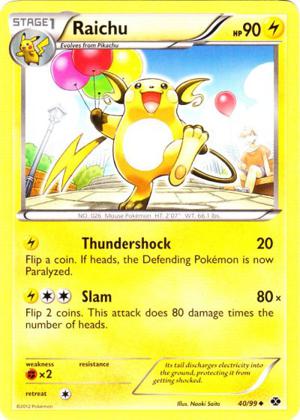 STAGE1 Raichu HP90
Evolves from Pikachu
NO. 026 Mouse Pokémon HT. 2'07" WT. 66.1 lbs.
Thundershock 20
Flip a coin. If heads, the Defending Pokémon is now
Paralyzed.
Slam 80×
Flip 2 coins. This attack does 80 damage times the
number of heads.
weakness resistance
×2
Its tail discharges electricity into the
ground, protecting it from
getting shocked.
retreat
©2012 Pokémon Illus. Naoki Saito 40/99